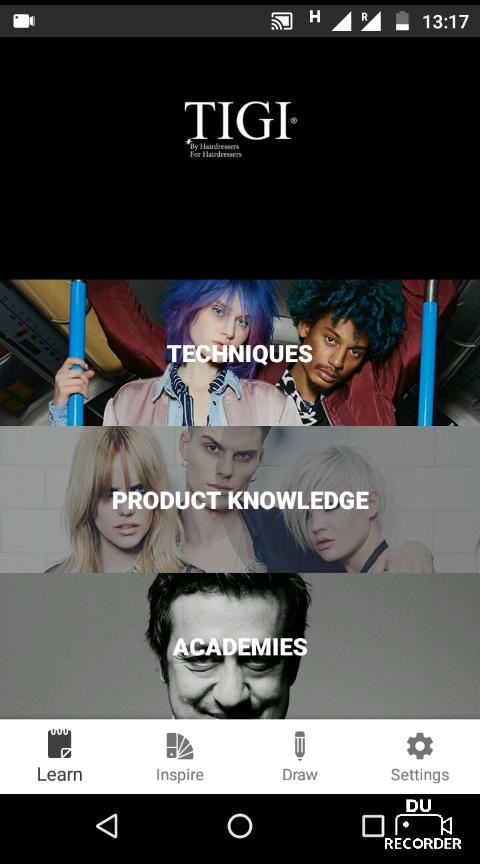 H
R
13:17
TIGI®
By Hairdressers
For Hairdressers
TECHNIQUES
PRODUCT KNOWLEDGE
ACADEMIES
Learn
Inspire
Draw
Settings
DU
RECORDER